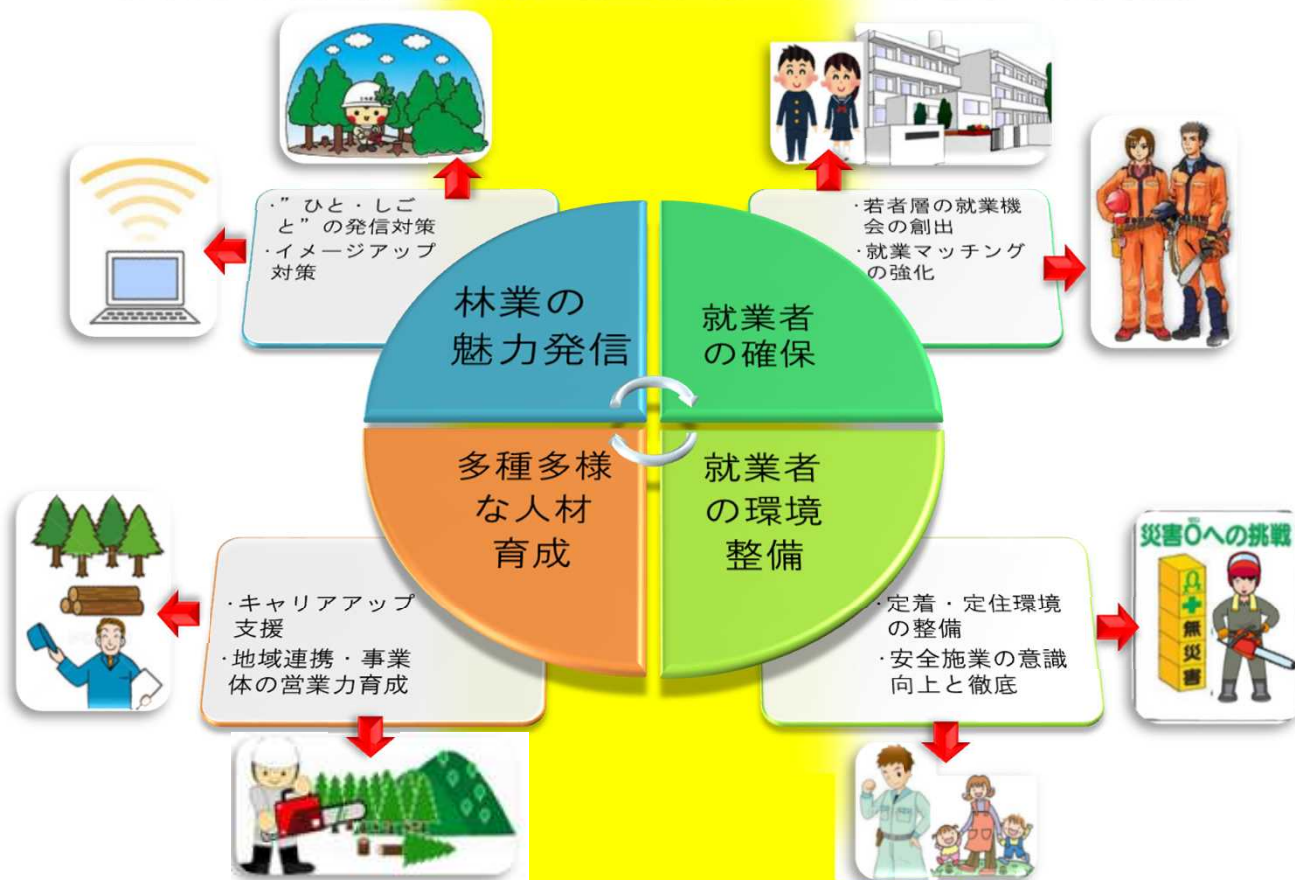 ・”ひと・しご
と”の発信対策
・イメージアップ
対策
・若者層の就業機
会の創出
・就業マッチング
の強化
林業の
魅力発信
就業者
の確保
多種多様
な人材
育成
就業者
の環境
整備
・キャリアアップ
支援
・地域連携・事業
体の営業力育成
・定着・定住環境
の整備
・安全施業の意識
向上と徹底
災害0への挑戦
無
災
害